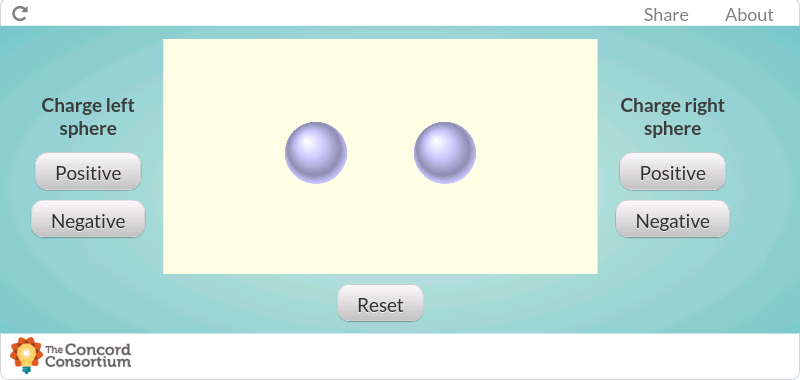 Share About
Charge left
sphere
Positive
Negative
Charge right
sphere
Positive
Negative
Reset
The Concord
Consortium